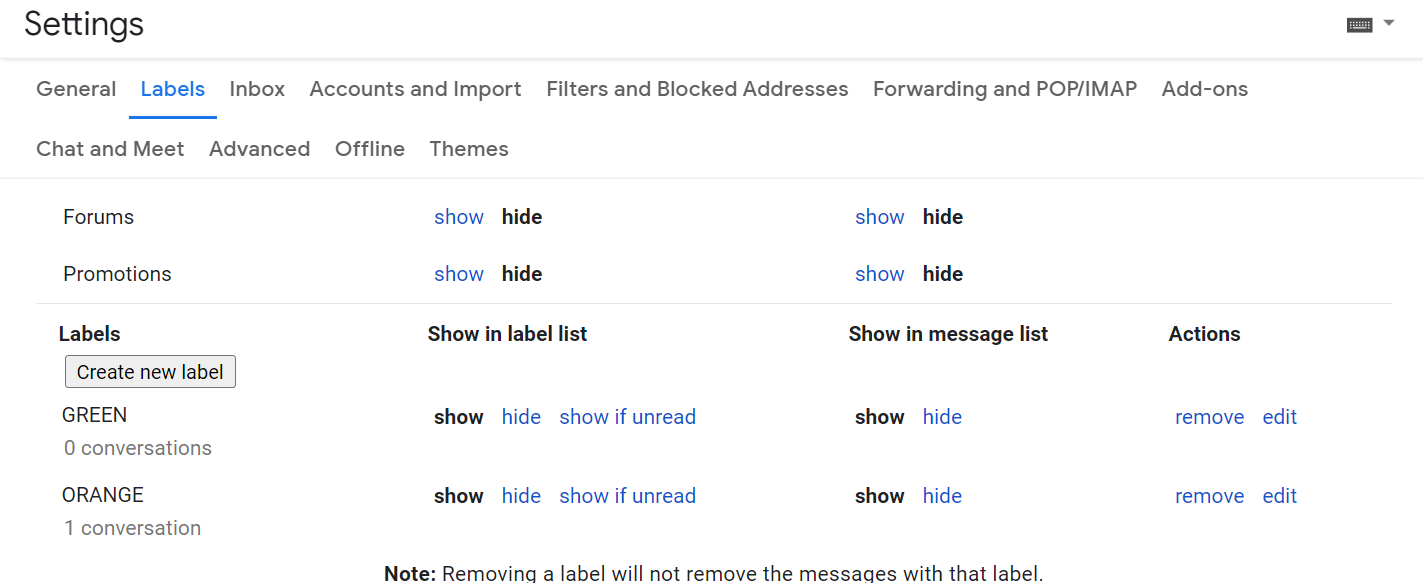 Settings
General Labels Inbox Accounts and Import Filters and Blocked Addresses Forwarding and POP/IMAP Add-ons
Chat and Meet Advanced Offline Themes
Forums show hide show hide
Promotions show hide show hide
Labels Show in label list Show in message list Actions
Create new label
GREEN show hide show if unread show hide remove edit
0 conversations
ORANGE show hide show if unread show hide remove edit
1 conversation
Note: Removing a label will not remove the messages with that label.